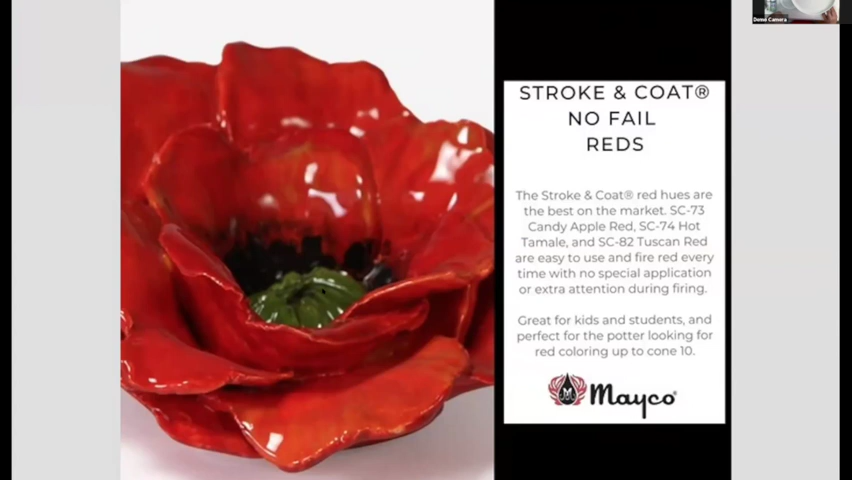 Demo Camera
STROKE & COAT®
NO FAIL
REDS
The Stroke & Coat® red hues are
the best on the market. SC-73
Candy Apple Red, SC-74 Hot
Tamale, and SC-82 Tuscan Red
are easy to use and fire red every
time with no special application
or extra attention during firing.
Great for kids and students, and
perfect for the potter looking for
red coloring up to cone 10.
Mayco®